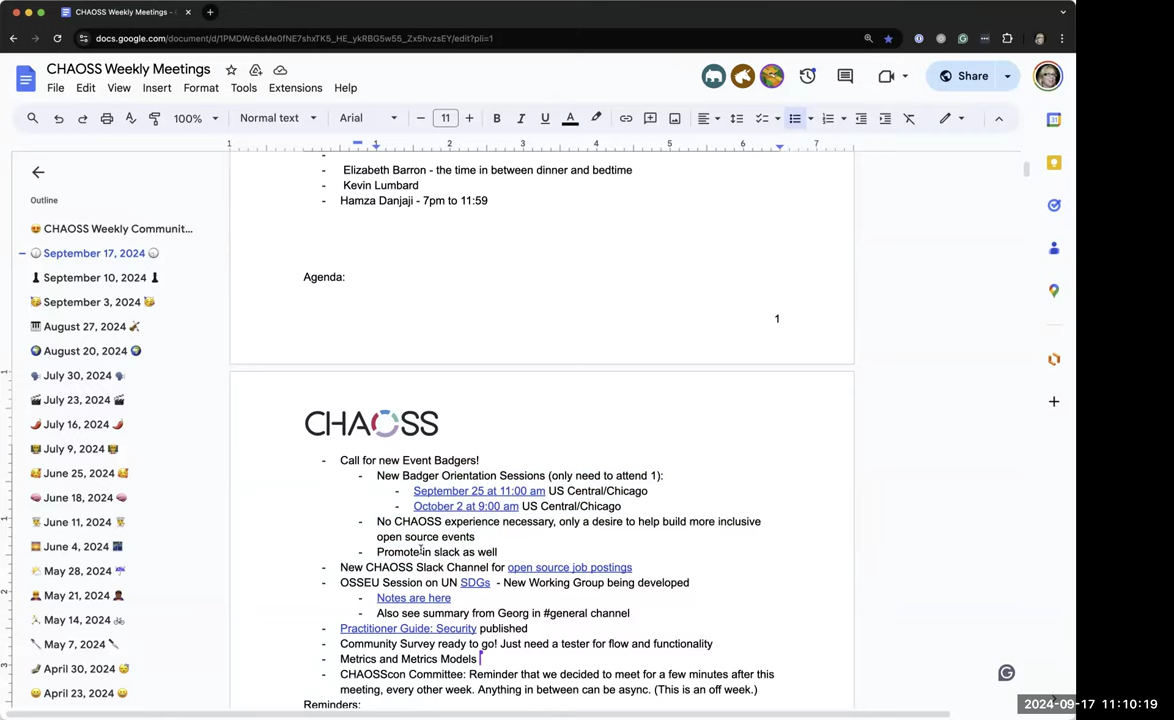 CHAOSS Weekly Meetings -
docs.google.com/document/d/1PMDWc6xMe0fNE7shxTK5_HE_ykRBG5w55_Zx5hvzsEY/edit?pli=1
CHAOSS Weekly Meetings
Share
File Edit View Insert Format Tools Extensions Help
100% Normal text Arial 11
1 1 2 3 4 5 6 7
Elizabeth Barron - the time in between dinner and bedtime
- Kevin Lumbard
- Hamza Danjaji - 7pm to 11:59
Agenda:
1
Outline
CHAOSS Weekly Communit...
September 17, 2024
September 10, 2024
September 3, 2024
August 27, 2024
August 20, 2024
July 30, 2024
July 23, 2024
July 16, 2024
July 9, 2024
June 25, 2024
June 18, 2024
June 11, 2024
June 4, 2024
May 28, 2024
May 21, 2024
May 14, 2024
May 7, 2024
April 30, 2024
April 23, 2024
CHAOSS
- Call for new Event Badgers!
- New Badger Orientation Sessions (only need to attend 1):
- September 25 at 11:00 am US Central/Chicago
- October 2 at 9:00 am US Central/Chicago
- No CHAOSS experience necessary, only a desire to help build more inclusive
open source events
- Promote in slack as well
- New CHAOSS Slack Channel for open source job postings
- OSSEU Session on UN SDGs - New Working Group being developed
- Notes are here
- Also see summary from Georg in #general channel
- Practitioner Guide: Security published
- Community Survey ready to go! Just need a tester for flow and functionality
- Metrics and Metrics Models
- CHAOSScon Committee: Reminder that we decided to meet for a few minutes after this
meeting, every other week. Anything in between can be async. (This is an off week.)
Reminders:
2024-09-17 11:10:19